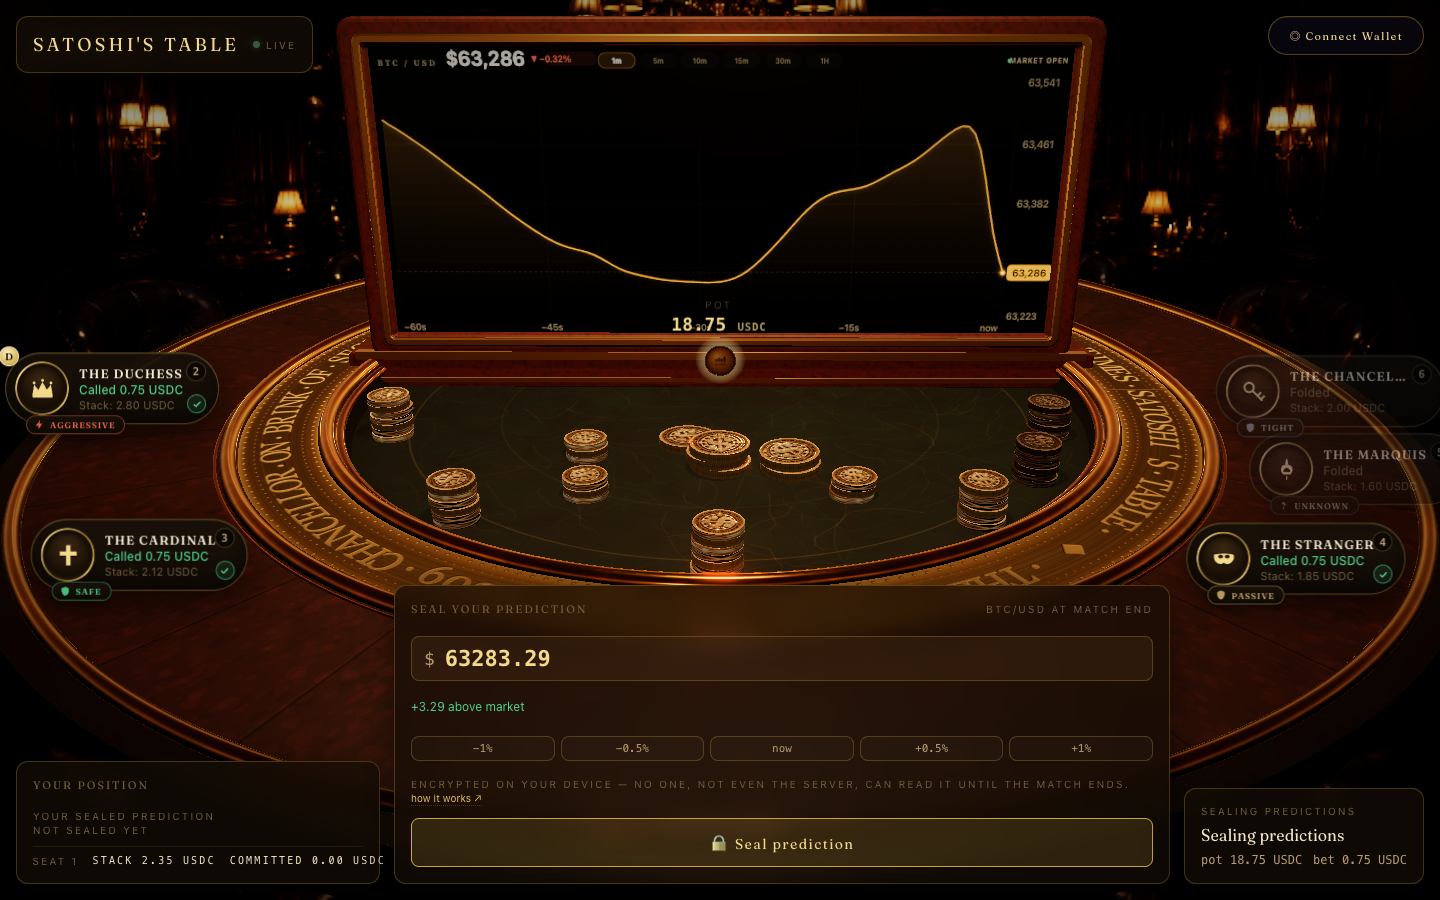 SATOSHI'S TABLE
LIVE
Connect Wallet
BTC / USD $63,286 ▼ −0.32% 1m 5m 10m 15m 30m 1H MARKET OPEN
63,541
63,461
63,382
63,286
63,223
POT
18.75 USDC
−60s −45s −15s now
D
THE DUCHESS 2
Called 0.75 USDC
Stack: 2.80 USDC
AGGRESSIVE
THE CARDINAL 3
Called 0.75 USDC
Stack: 2.12 USDC
SAFE
THE CHANCEL... 6
Folded
Stack: 2.00 USDC
TIGHT
THE MARQUIS
Folded
Stack: 1.60 USDC
? UNKNOWN
THE STRANGER 4
Called 0.75 USDC
Stack: 1.85 USDC
PASSIVE
CHANCELLOR · ON · BRINK · OF ·
SATOSHI'S TABLE.
SEAL YOUR PREDICTION
BTC/USD AT MATCH END
$ 63283.29
+3.29 above market
−1% −0.5% now +0.5% +1%
ENCRYPTED ON YOUR DEVICE — NO ONE, NOT EVEN THE SERVER, CAN READ IT UNTIL THE MATCH ENDS.
how it works ↗
Seal prediction
YOUR POSITION
YOUR SEALED PREDICTION
NOT SEALED YET
SEAT 1 STACK 2.35 USDC COMMITTED 0.00 USDC
SEALING PREDICTIONS
Sealing predictions
pot 18.75 USDC bet 0.75 USDC